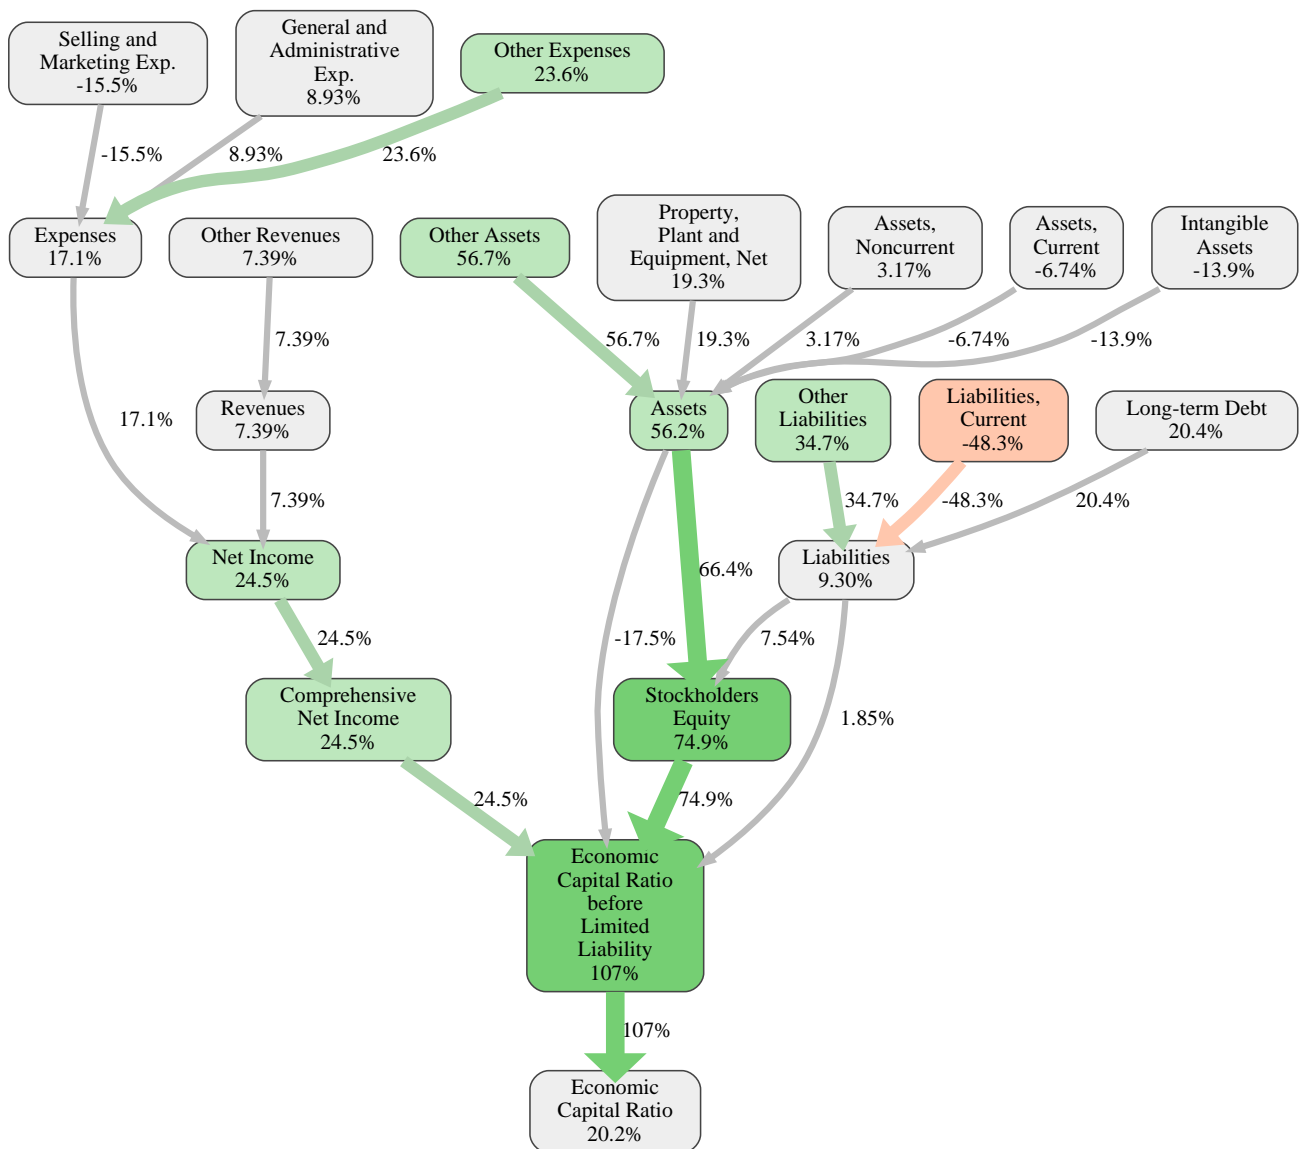 Selling and
Marketing Exp.
-15.5%
General and
Administrative
Exp.
8.93%
Other Expenses
23.6%
-15.5%
8.93%
23.6%
Expenses
17.1%
Other Revenues
7.39%
Other Assets
56.7%
Property,
Plant and
Equipment, Net
19.3%
Assets,
Noncurrent
3.17%
Assets,
Current
-6.74%
Intangible
Assets
-13.9%
7.39%
56.7%
19.3%
3.17%
-6.74%
-13.9%
17.1%
Revenues
7.39%
Assets
56.2%
Other
Liabilities
34.7%
Liabilities,
Current
-48.3%
Long-term Debt
20.4%
7.39%
34.7%
-48.3%
20.4%
Net Income
24.5%
66.4%
Liabilities
9.30%
24.5%
-17.5%
7.54%
Comprehensive
Net Income
24.5%
Stockholders
Equity
74.9%
1.85%
24.5%
74.9%
Economic
Capital Ratio
before
Limited
Liability
107%
107%
Economic
Capital Ratio
20.2%